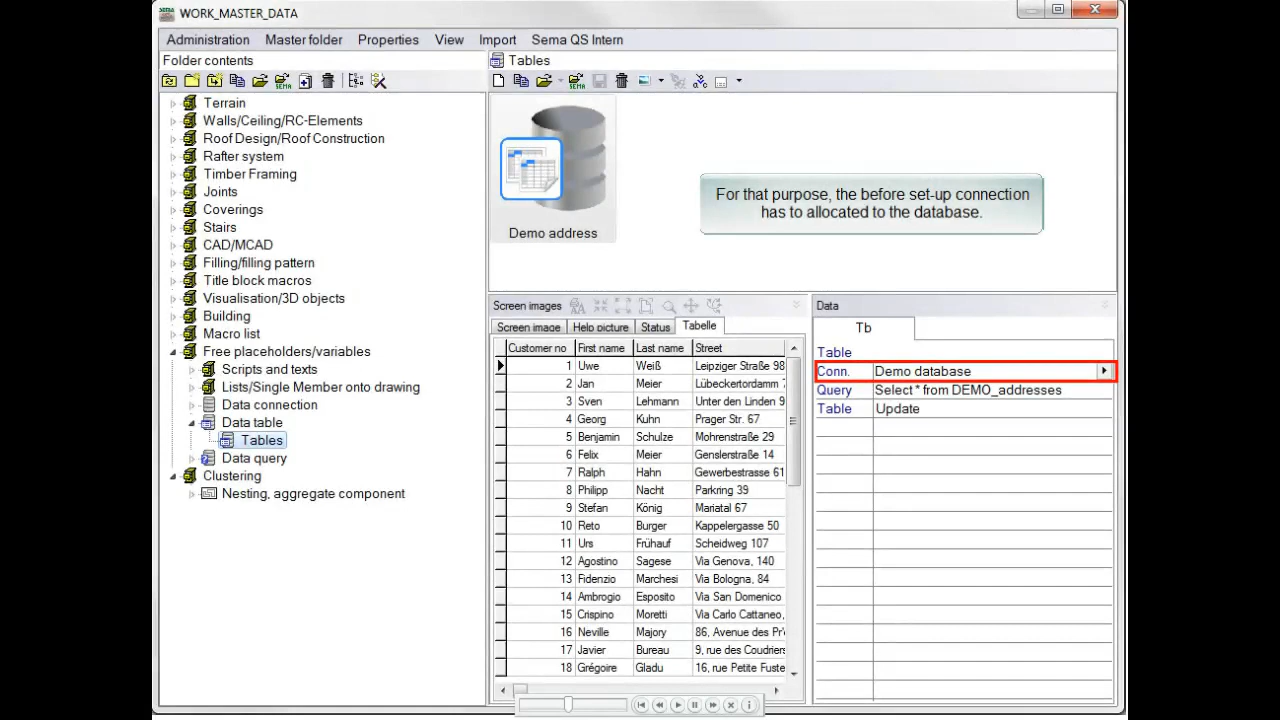 WORK_MASTER_DATA
Administration Master folder Properties View Import Sema QS Intern
Folder contents
Tables
SEMA
SEMA
Terrain
Walls/Ceiling/RC-Elements
Roof Design/Roof Construction
Rafter system
Timber Framing
Joints
Coverings
Stairs
CAD/MCAD
Filling/filling pattern
Title block macros
Visualisation/3D objects
Building
Macro list
Free placeholders/variables
Scripts and texts
Lists/Single Member onto drawing
Data connection
Data table
Tables
Data query
Clustering
Nesting, aggregate component
Demo address
For that purpose, the before set-up connection
has to allocated to the database.
Screen images
Screen image Help picture Status Tabelle
Customer no First name Last name Street
1 Uwe Weiß Leipziger Straße 98
2 Jan Meier Lübeckertordamm
3 Sven Lehmann Unter den Linden
4 Georg Kuhn Prager Str. 67
5 Benjamin Schulze Mohrenstraße 29
6 Felix Meier Genslerstraße 14
7 Ralph Hahn Gewerbestrasse 61
8 Philipp Nacht Parkring 39
9 Stefan König Mariatal 67
10 Reto Burger Kappelergasse 50
11 Urs Frühauf Scheidweg 107
12 Agostino Sagese Via Genova, 140
13 Fidenzio Marchesi Via Bologna, 84
14 Ambrogio Esposito Via San Domenico
15 Crispino Moretti Via Carlo Cattaneo,
16 Neville Majory 86, Avenue des Pr
17 Javier Bureau 9, rue des Coudriers
18 Grégoire Gladu 16, rue Petite Fuste
Data
Tb
Table
Conn. Demo database
Query Select * from DEMO_addresses
Table Update